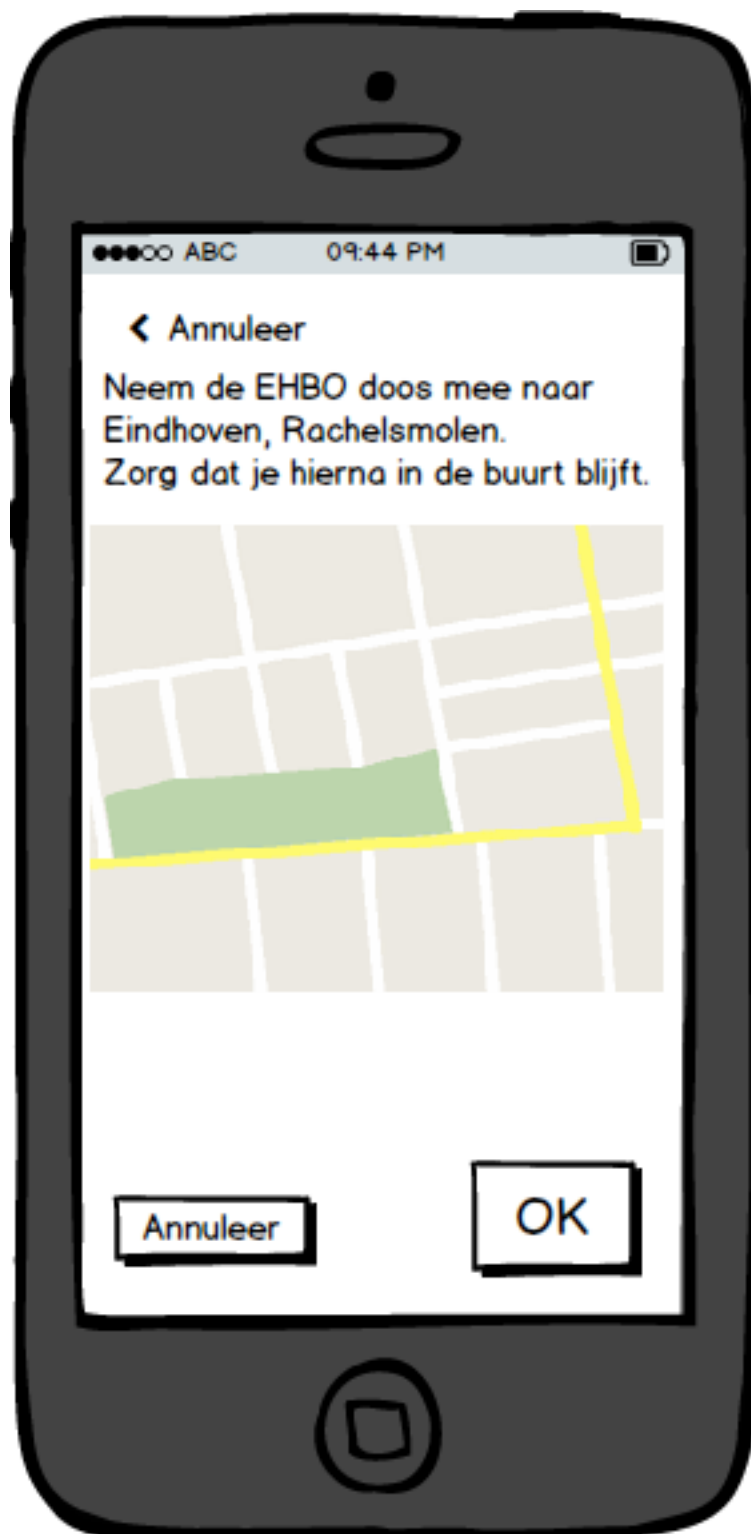 ABC 09:44 PM
Annuleer
Neem de EHBO doos mee naar
Eindhoven, Rachelsmolen.
Zorg dat je hierna in de buurt blijft.
Annuleer
OK